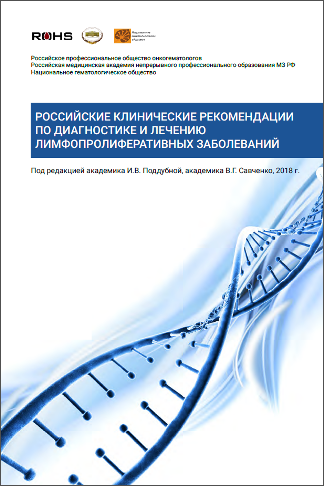 ROHS
Российское профессиональное общество онкогематологов
Российская медицинская академия непрерывного профессионального образования МЗ РФ
Национальное гематологическое общество
РОССИЙСКИЕ КЛИНИЧЕСКИЕ РЕКОМЕНДАЦИИ
ПО ДИАГНОСТИКЕ И ЛЕЧЕНИЮ
ЛИМФОПРОЛИФЕРАТИВНЫХ ЗАБОЛЕВАНИЙ
Под редакцией академика И.В. Поддубной, академика В.Г. Савченко, 2018 г.